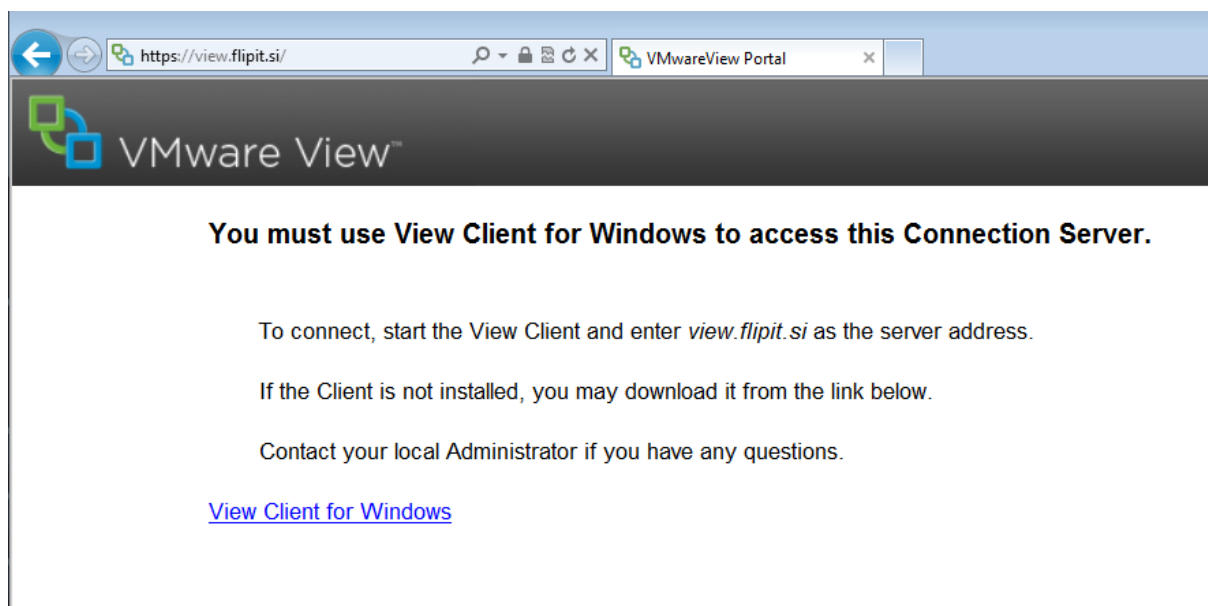 https://view.flipit.si/
VMwareView Portal
VMware View™
You must use View Client for Windows to access this Connection Server.
To connect, start the View Client and enter view.flipit.si as the server address.
If the Client is not installed, you may download it from the link below.
Contact your local Administrator if you have any questions.
View Client for Windows